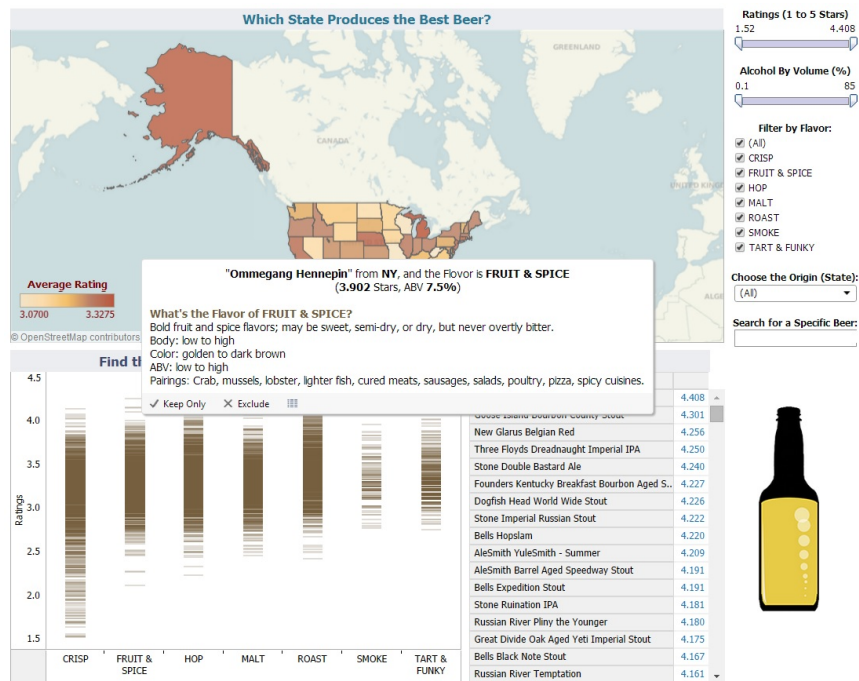 Which State Produces the Best Beer?
GREENLAND
CANADA
Average Rating
3.0700 3.3275
© OpenStreetMap contributors
Ratings (1 to 5 Stars)
1.52 4.408
Alcohol By Volume (%)
0.1 85
Filter by Flavor:
(All)
CRISP
FRUIT & SPICE
HOP
MALT
ROAST
SMOKE
TART & FUNKY
Choose the Origin (State):
(All)
Search for a Specific Beer:
"Ommegang Hennepin" from NY, and the Flovor is FRUIT & SPICE
(3.902 Stars, ABV 7.5%)
What's the Flavor of FRUIT & SPICE?
Bold fruit and spice flavors; may be sweet, semi-dry, or dry, but never overtly bitter.
Body: low to high
Color: golden to dark brown
ABV: low to high
Pairings: Crab, mussels, lobster, lighter fish, cured meats, sausages, salads, poultry, pizza, spicy cuisines.
Keep Only Exclude
Find
Ratings
4.5
4.0
3.5
3.0
2.5
2.0
1.5
CRISP FRUIT & SPICE HOP MALT ROAST SMOKE TART & FUNKY
4.408
Goose Island Bourbon County Stout 4.301
New Glarus Belgian Red 4.256
Three Floyds Dreadnaught Imperial IPA 4.250
Stone Double Bastard Ale 4.240
Founders Kentucky Breakfast Bourbon Aged S.. 4.227
Dogfish Head World Wide Stout 4.226
Stone Imperial Russian Stout 4.222
Bells Hopslam 4.220
AleSmith YuleSmith - Summer 4.209
AleSmith Barrel Aged Speedway Stout 4.191
Bells Expedition Stout 4.191
Stone Ruination IPA 4.181
Russian River Pliny the Younger 4.180
Great Divide Oak Aged Yeti Imperial Stout 4.175
Bells Black Note Stout 4.167
Russian River Temptation 4.161